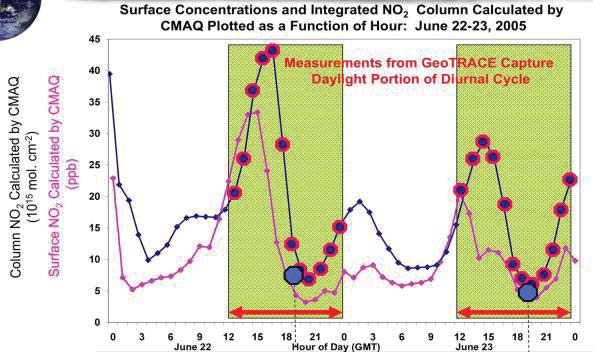 Surface Concentrations and Integrated NO₂ Column Calculated by
CMAQ Plotted as a Function of Hour: June 22-23, 2005
Column NO₂ Calculated by CMAQ
(10¹⁵ mol. cm⁻²)
Surface NO₂ Calculated by CMAQ
(ppb)
45
40
35
30
25
20
15
10
5
0
Measurements from GeoTRACE Capture
Daylight Portion of Diurnal Cycle
0 3 6 9 12 15 18 21 0 3 6 9 12 15 18 21 0
June 22 Hour of Day (GMT) June 23